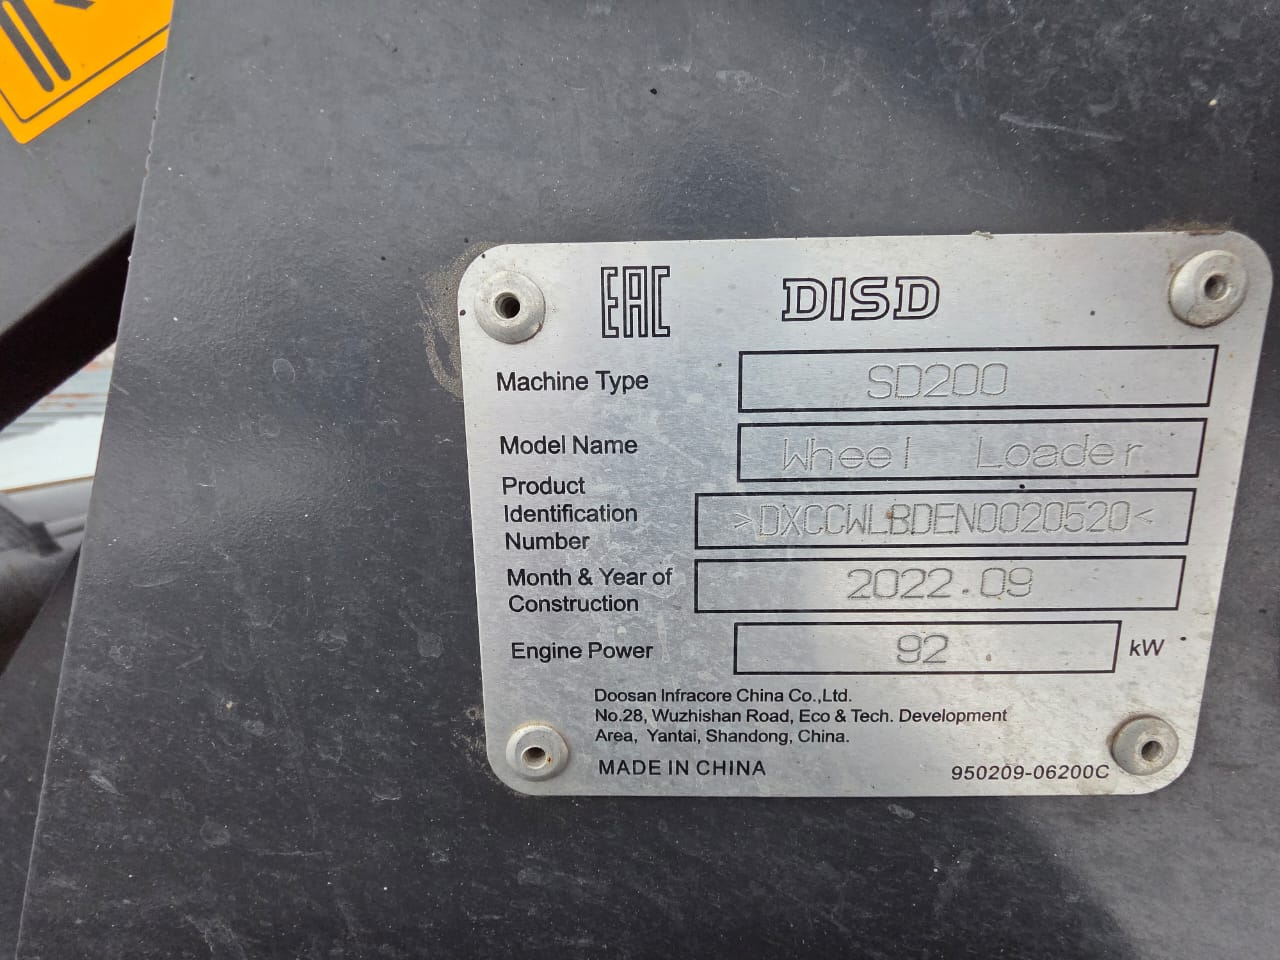 EAC DISD
Machine Type SD200
Model Name Wheel Loader
Product
Identification
Number >DXCCWLBDEN0020520<
Month & Year of
Construction 2022.09
Engine Power 92 kW
Doosan Infracore China Co.,Ltd.
No.28, Wuzhishan Road, Eco & Tech. Development
Area, Yantai, Shandong, China.
MADE IN CHINA 950209-06200C